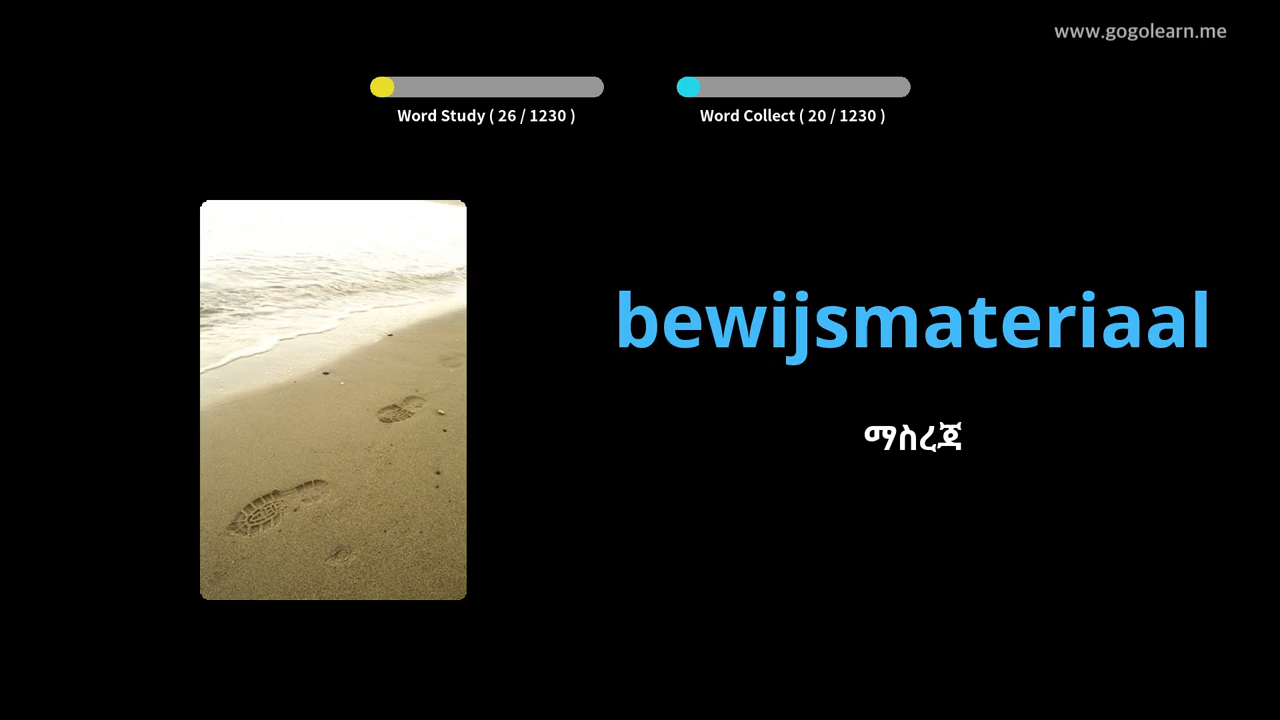 www.gogolearn.me
Word Study ( 26 / 1230 )
Word Collect ( 20 / 1230 )
bewijsmateriaal
ማስረጃ